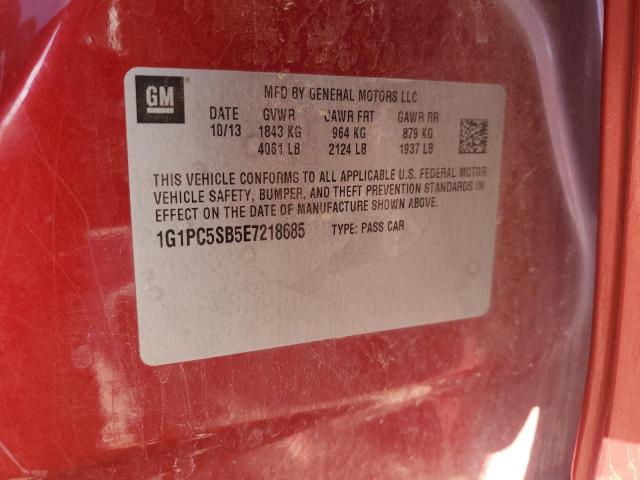 GM
MFD BY GENERAL MOTORS LLC
DATE GVWR GAWR FRT GAWR RR
10/13 1843 KG 964 KG 879 KG
4061 LB 2124 LB 1937 LB
THIS VEHICLE CONFORMS TO ALL APPLICABLE U.S. FEDERAL MOTOR
VEHICLE SAFETY, BUMPER, AND THEFT PREVENTION STANDARDS IN
EFFECT ON THE DATE OF MANUFACTURE SHOWN ABOVE.
1G1PC5SB5E7218685 TYPE: PASS CAR